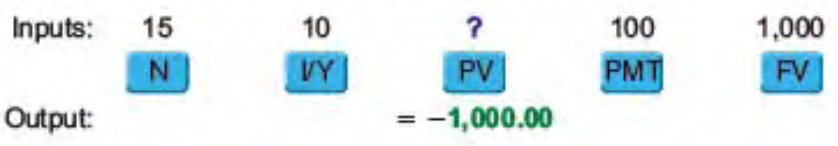 Inputs: 15 10 ? 100 1,000
N I/Y PV PMT FV
Output: = −1,000.00